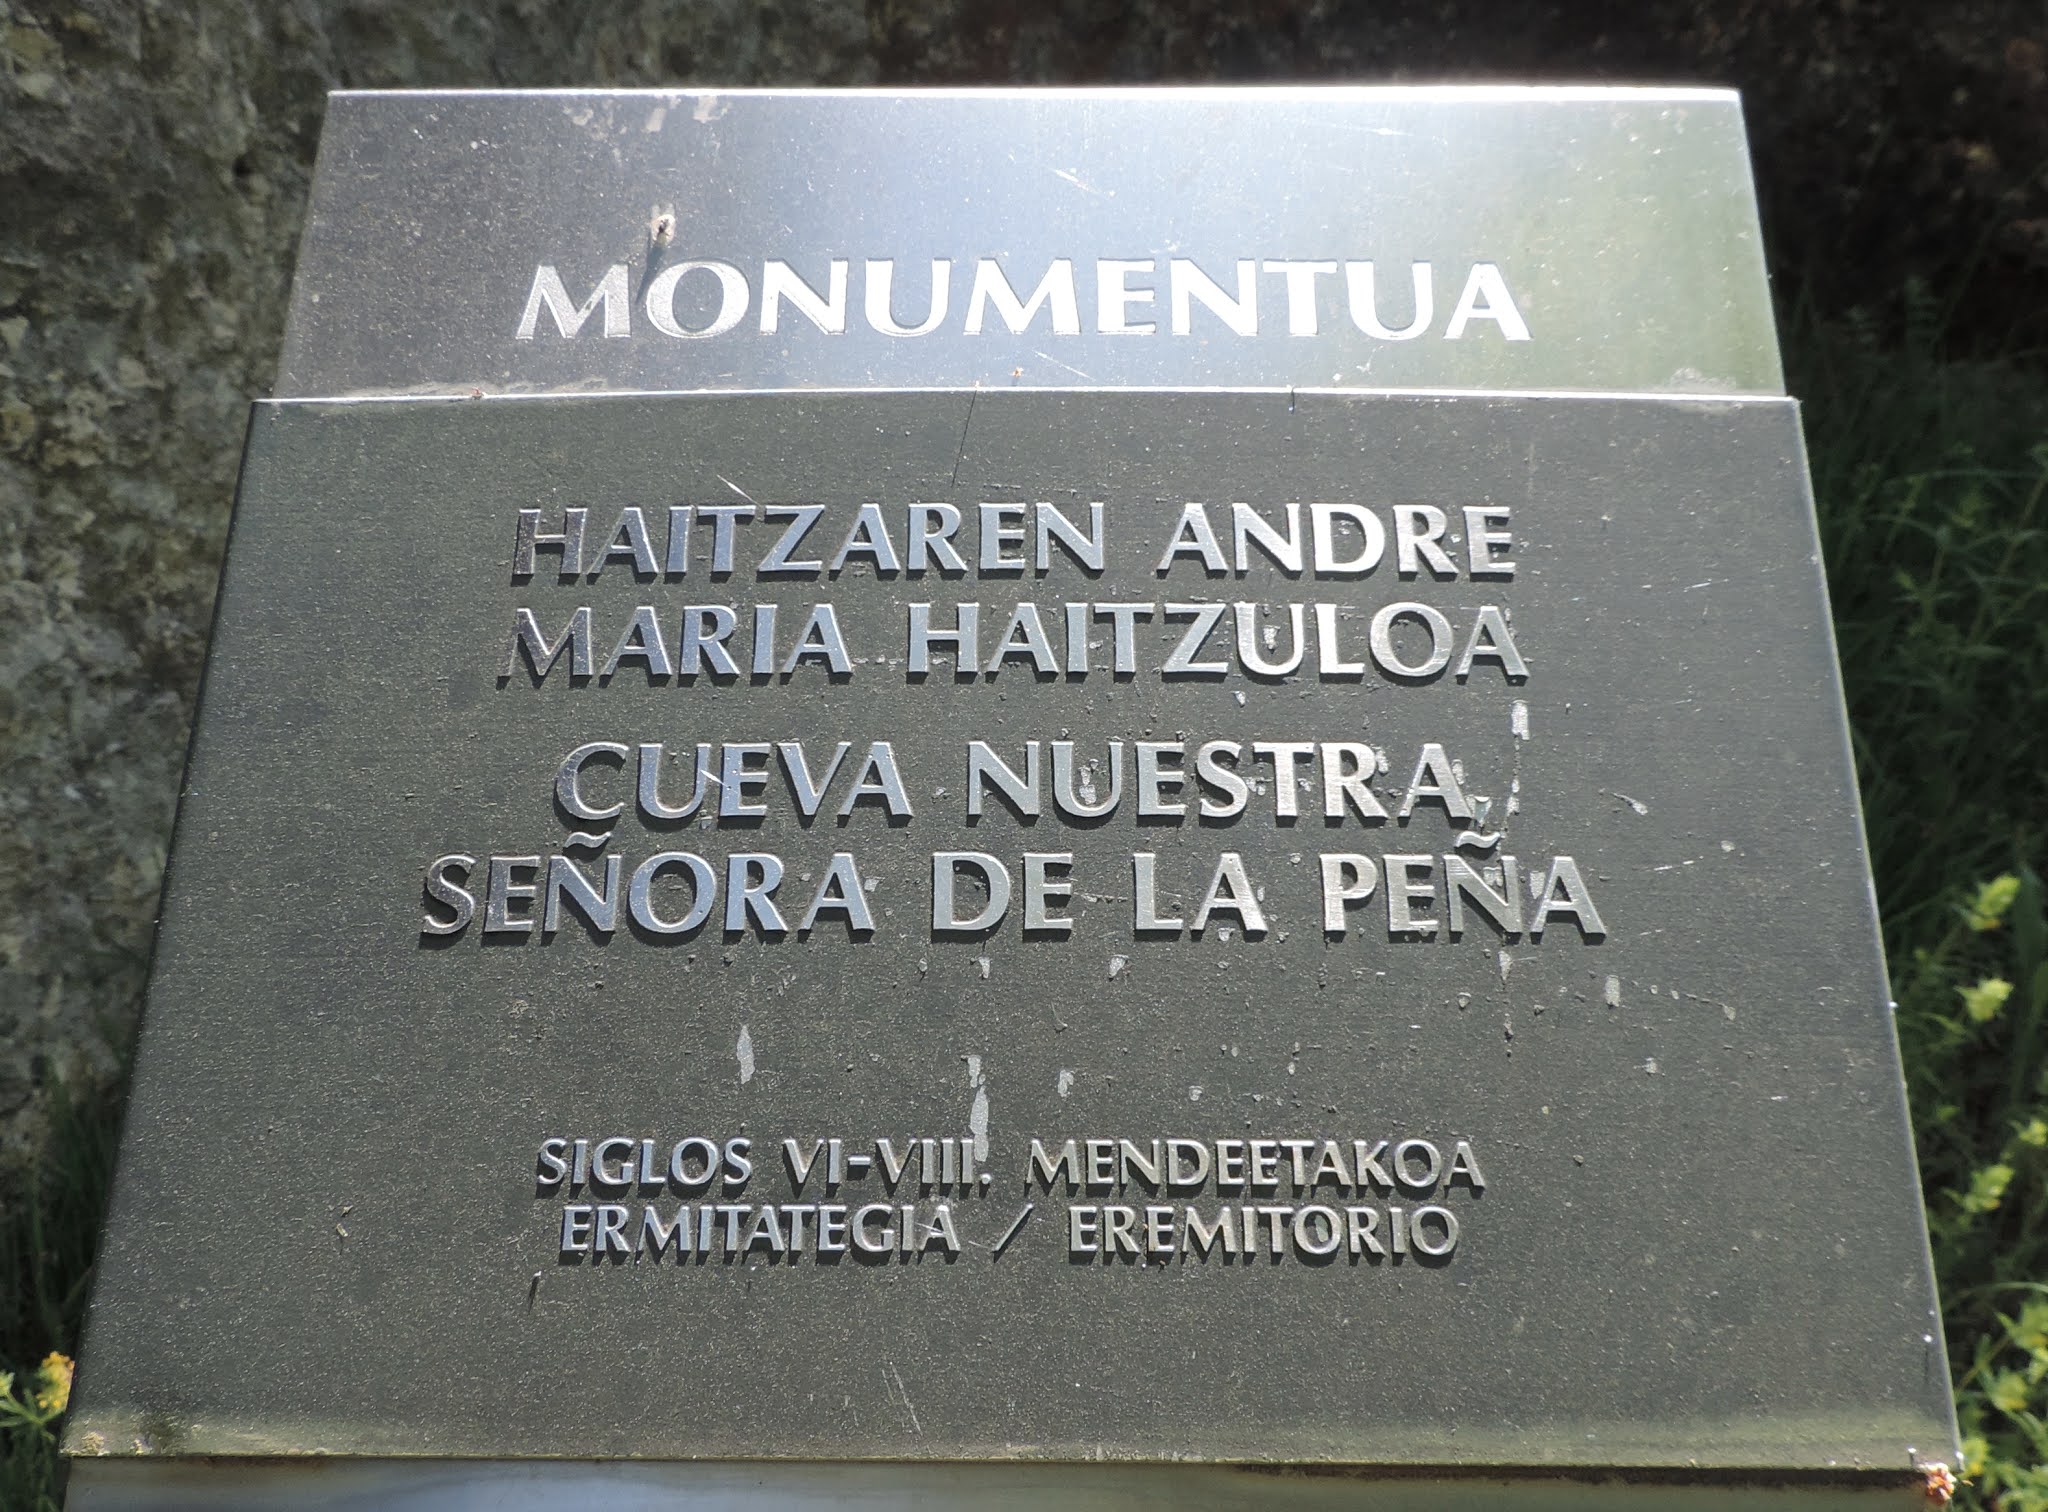 MONUMENTUA
HAITZAREN ANDRE
MARIA HAITZULOA
CUEVA NUESTRA
SEÑORA DE LA PEÑA
SIGLOS VI-VIII. MENDEETAKOA
ERMITATEGIA / EREMITORIO